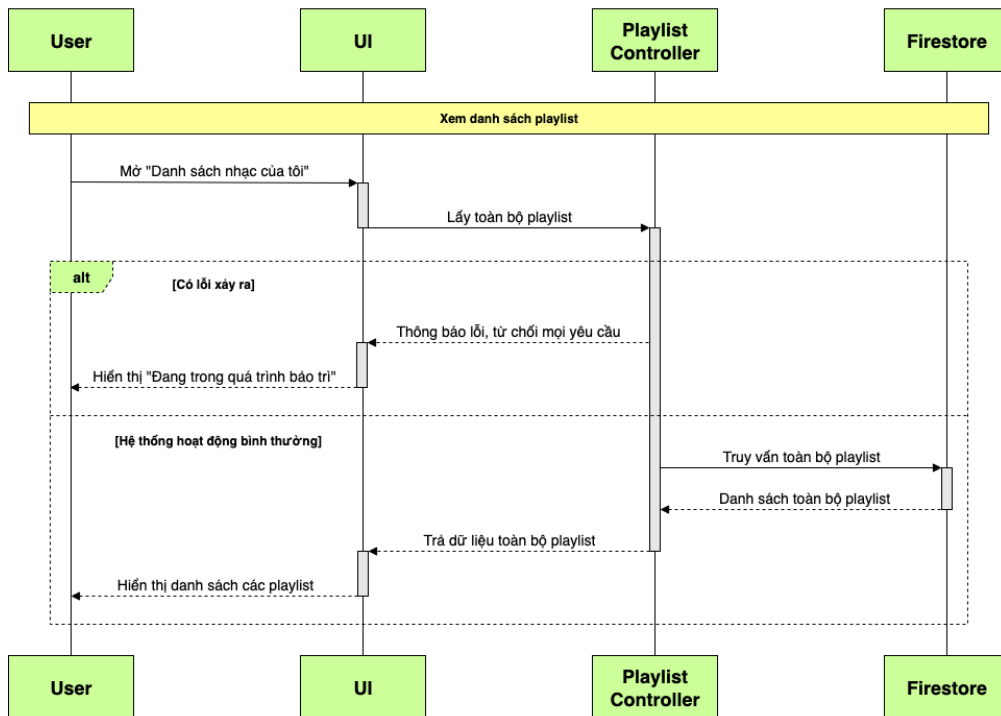 User
UI
Playlist
Controller
Firestore
Xem danh sách playlist
Mở "Danh sách nhạc của tôi"
Lấy toàn bộ playlist
alt
[Có lỗi xảy ra]
Thông báo lỗi, từ chối mọi yêu cầu
Hiển thị "Đang trong quá trình bảo trì"
[Hệ thống hoạt động bình thường]
Truy vấn toàn bộ playlist
Danh sách toàn bộ playlist
Trả dữ liệu toàn bộ playlist
Hiển thị danh sách các playlist
User
UI
Playlist
Controller
Firestore